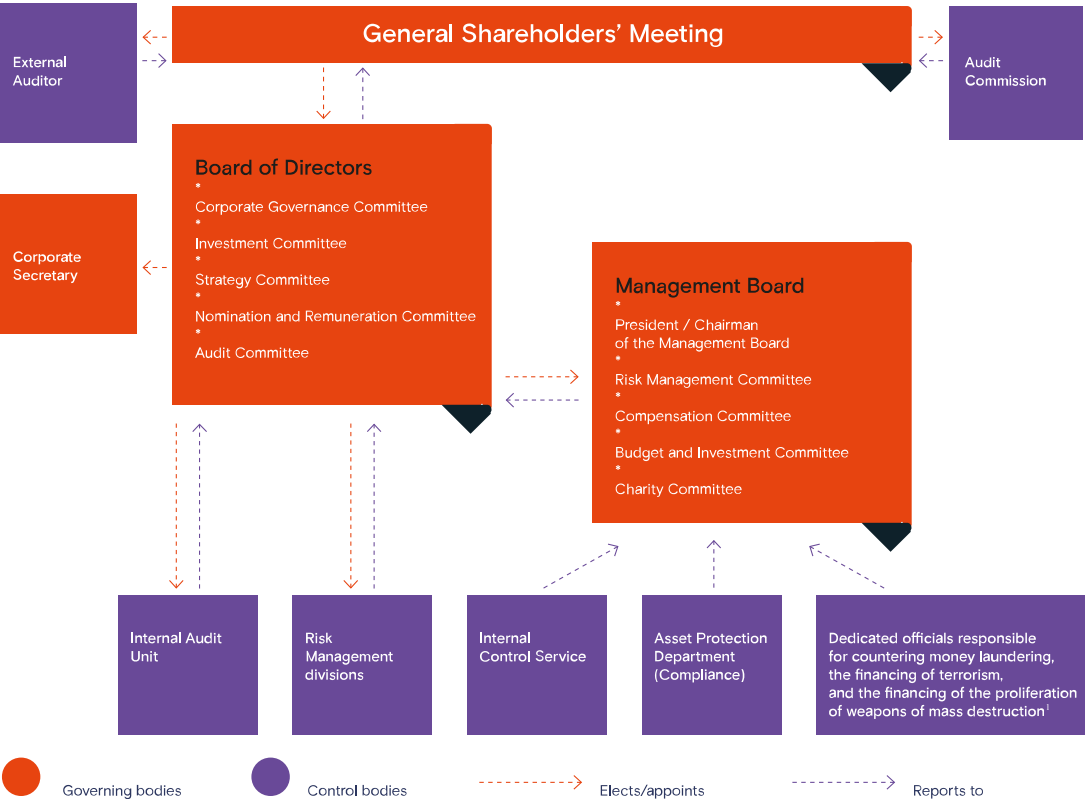 General Shareholders’ Meeting
External
Auditor
Audit
Commission
Board of Directors
*
Corporate Governance Committee
*
Investment Committee
*
Strategy Committee
*
Nomination and Remuneration Committee
*
Audit Committee
Corporate
Secretary
Management Board
*
President / Chairman
of the Management Board
*
Risk Management Committee
*
Compensation Committee
*
Budget and Investment Committee
*
Charity Committee
Internal Audit
Unit
Risk
Management
divisions
Internal
Control Service
Asset Protection
Department
(Compliance)
Dedicated officials responsible
for countering money laundering,
the financing of terrorism,
and the financing of the proliferation
of weapons of mass destruction¹
Governing bodies
Control bodies
Elects/appoints
Reports to